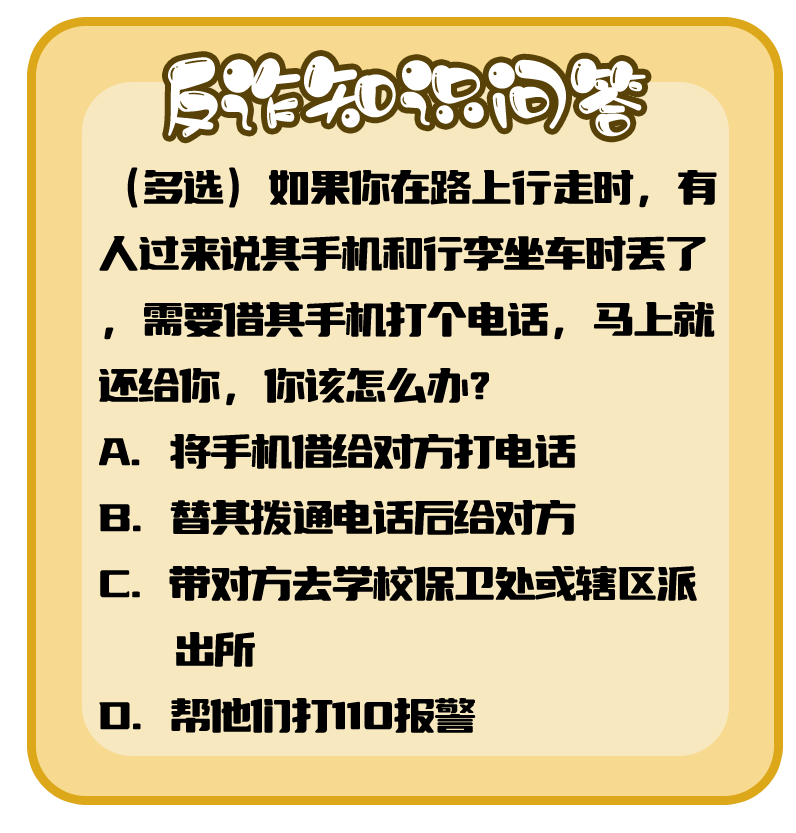 反诈知识问答
（多选）如果你在路上行走时，有
人过来说其手机和行李坐车时丢了
，需要借其手机打个电话，马上就
还给你，你该怎么办?
A. 将手机借给对方打电话
B. 替其拨通电话后给对方
C. 带对方去学校保卫处或辖区派
出所
D. 帮他们打110报警